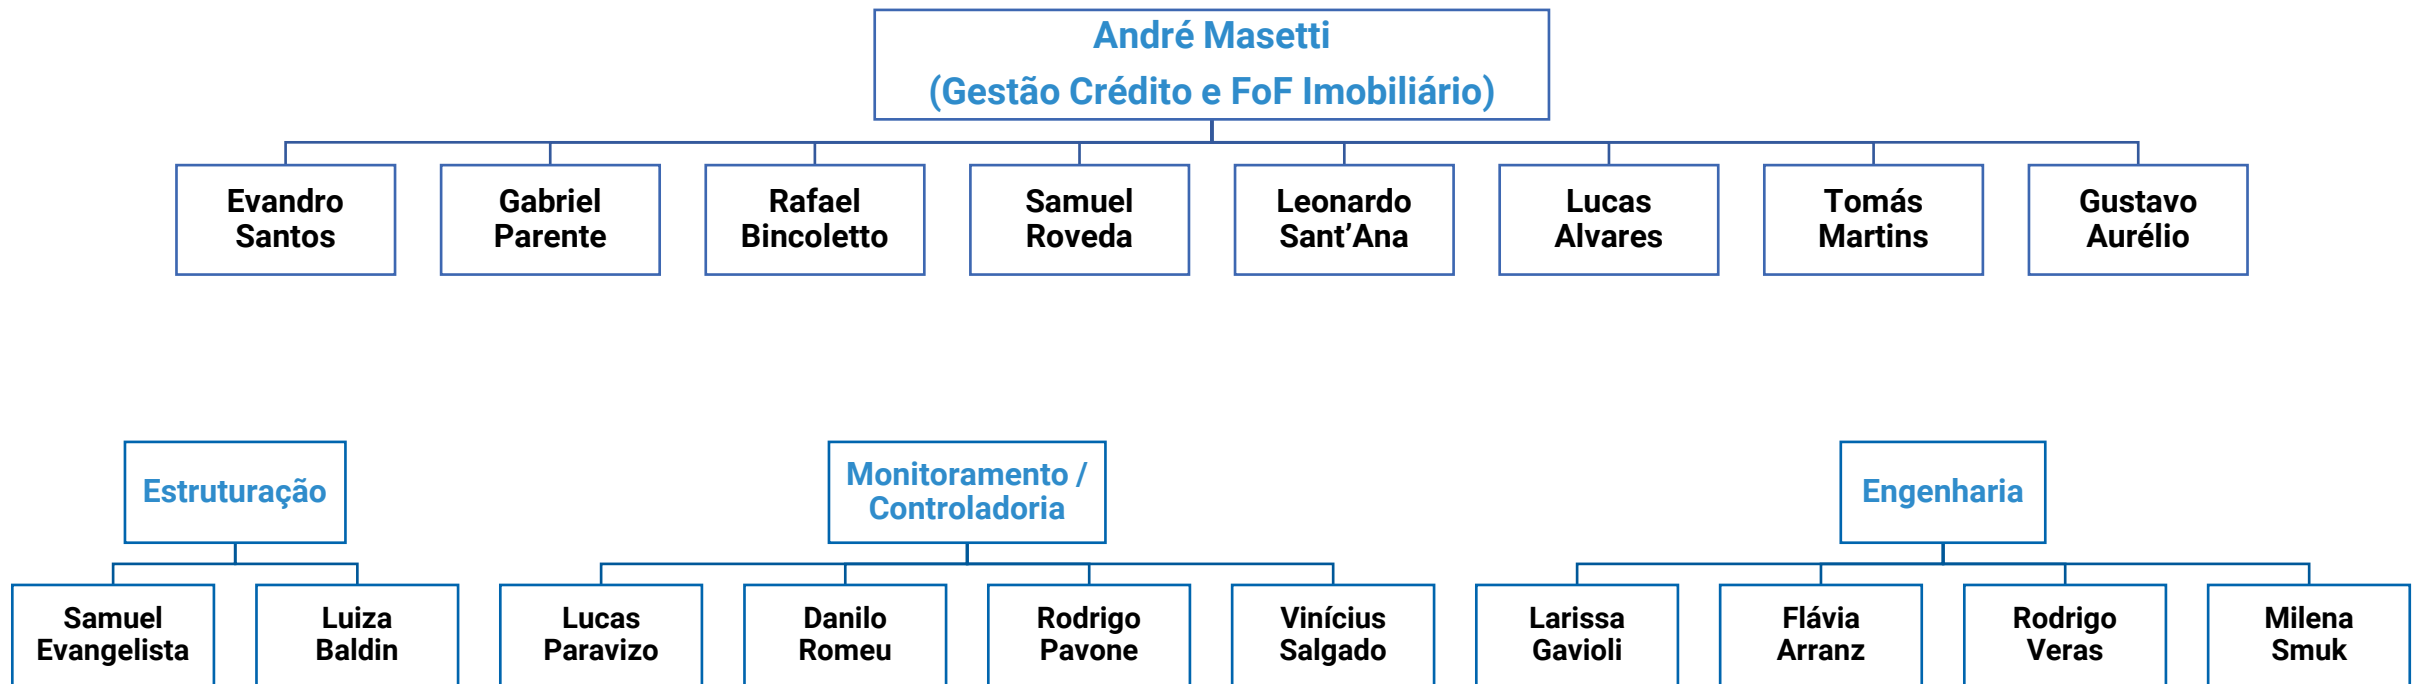 André Masetti
(Gestão Crédito e FoF Imobiliário)
Evandro
Santos
Gabriel
Parente
Rafael
Bincoletto
Samuel
Roveda
Leonardo
Sant’Ana
Lucas
Alvares
Tomás
Martins
Gustavo
Aurélio
Estruturação
Samuel
Evangelista
Luiza
Baldin
Monitoramento /
Controladoria
Lucas
Paravizo
Danilo
Romeu
Rodrigo
Pavone
Vinícius
Salgado
Engenharia
Larissa
Gavioli
Flávia
Arranz
Rodrigo
Veras
Milena
Smuk